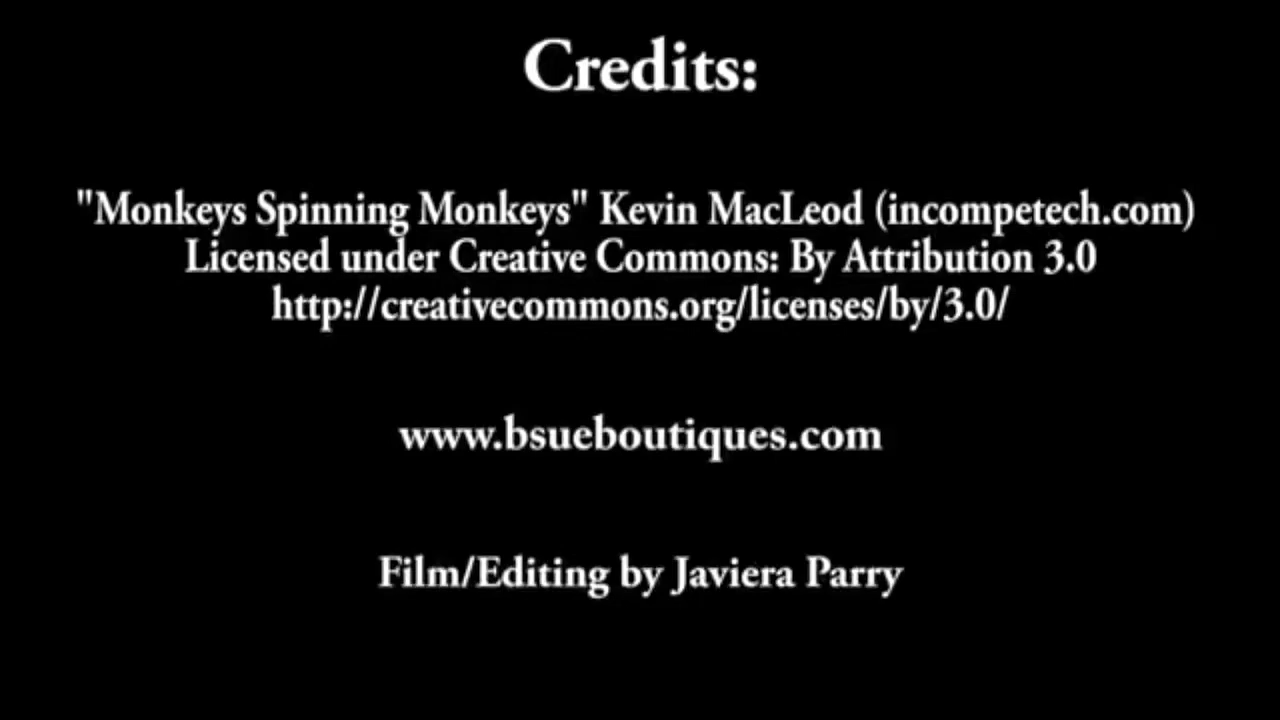 Credits:
"Monkeys Spinning Monkeys" Kevin MacLeod (incompetech.com)
Licensed under Creative Commons: By Attribution 3.0
http://creativecommons.org/licenses/by/3.0/
www.bsueboutiques.com
Film/Editing by Javiera Parry